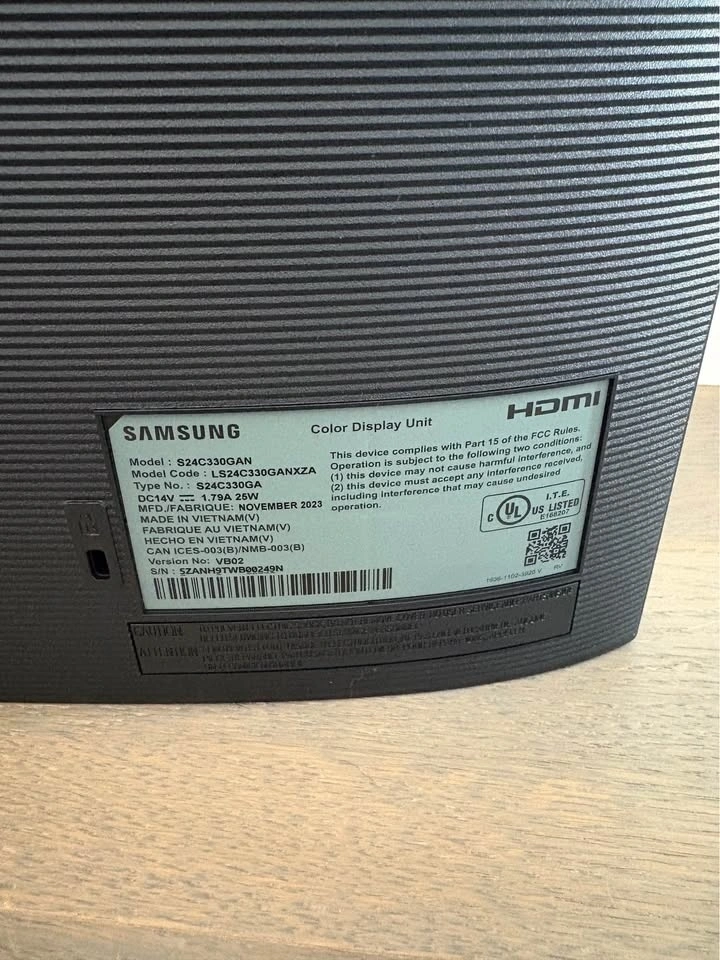 SAMSUNG
Color Display Unit
HDMI
Model : S24C330GAN
Model Code : LS24C330GANXZA
Type No. : S24C330GA
DC14V ⎓ 1.79A 25W
MFD./FABRIQUE: NOVEMBER 2023
MADE IN VIETNAM(V)
FABRIQUE AU VIETNAM(V)
HECHO EN VIETNAM(V)
CAN ICES-003(B)/NMB-003(B)
Version No: VB02
S/N : 5ZANH9TWB00249N
This device complies with Part 15 of the FCC Rules.
Operation is subject to the following two conditions:
(1) this device may not cause harmful interference, and
(2) this device must accept any interference received,
including interference that may cause undesired
operation.
I.T.E.
C UL US LISTED
E168207
RV
CAUTION:
ATTENTION: